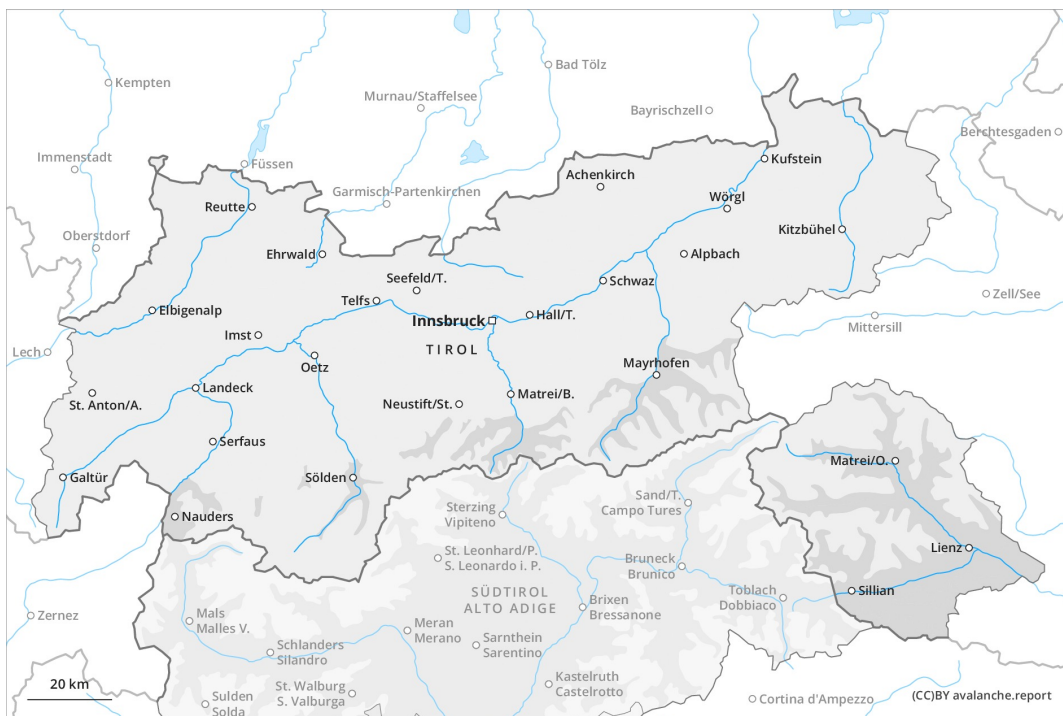 Kempten
Bad Tölz
Murnau/Staffelsee
Bayrischzell
Berchtesgaden
Immenstadt
Füssen
Kufstein
Achenkirch
Garmisch-Partenkirchen
Reutte
Wörgl
Oberstdorf
Kitzbühel
Ehrwald
Alpbach
Seefeld/T.
Schwaz
Zell/See
Telfs
Elbigenalp
Hall/T.
Innsbruck
Mittersill
Imst
TIROL
Lech
Oetz
Mayrhofen
Landeck
St. Anton/A.
Neustift/St.
Matrei/B.
Serfaus
Matrei/O.
Galtür
Sölden
Sand/T.
Campo Tures
Sterzing
Vipiteno
Nauders
Lienz
St. Leonhard/P.
S. Leonardo i. P.
Bruneck
Brunico
SÜDTIROL
ALTO ADIGE
Toblach
Dobbiaco
Sillian
Brixen
Bressanone
Zernez
Mals
Malles V.
Meran
Merano
Sarnthein
Sarentino
Schlanders
Silandro
Kastelruth
Castelrotto
20 km
St. Walburg
S. Valburga
Sulden
Solda
Cortina d'Ampezzo
(CC)BY avalanche.report